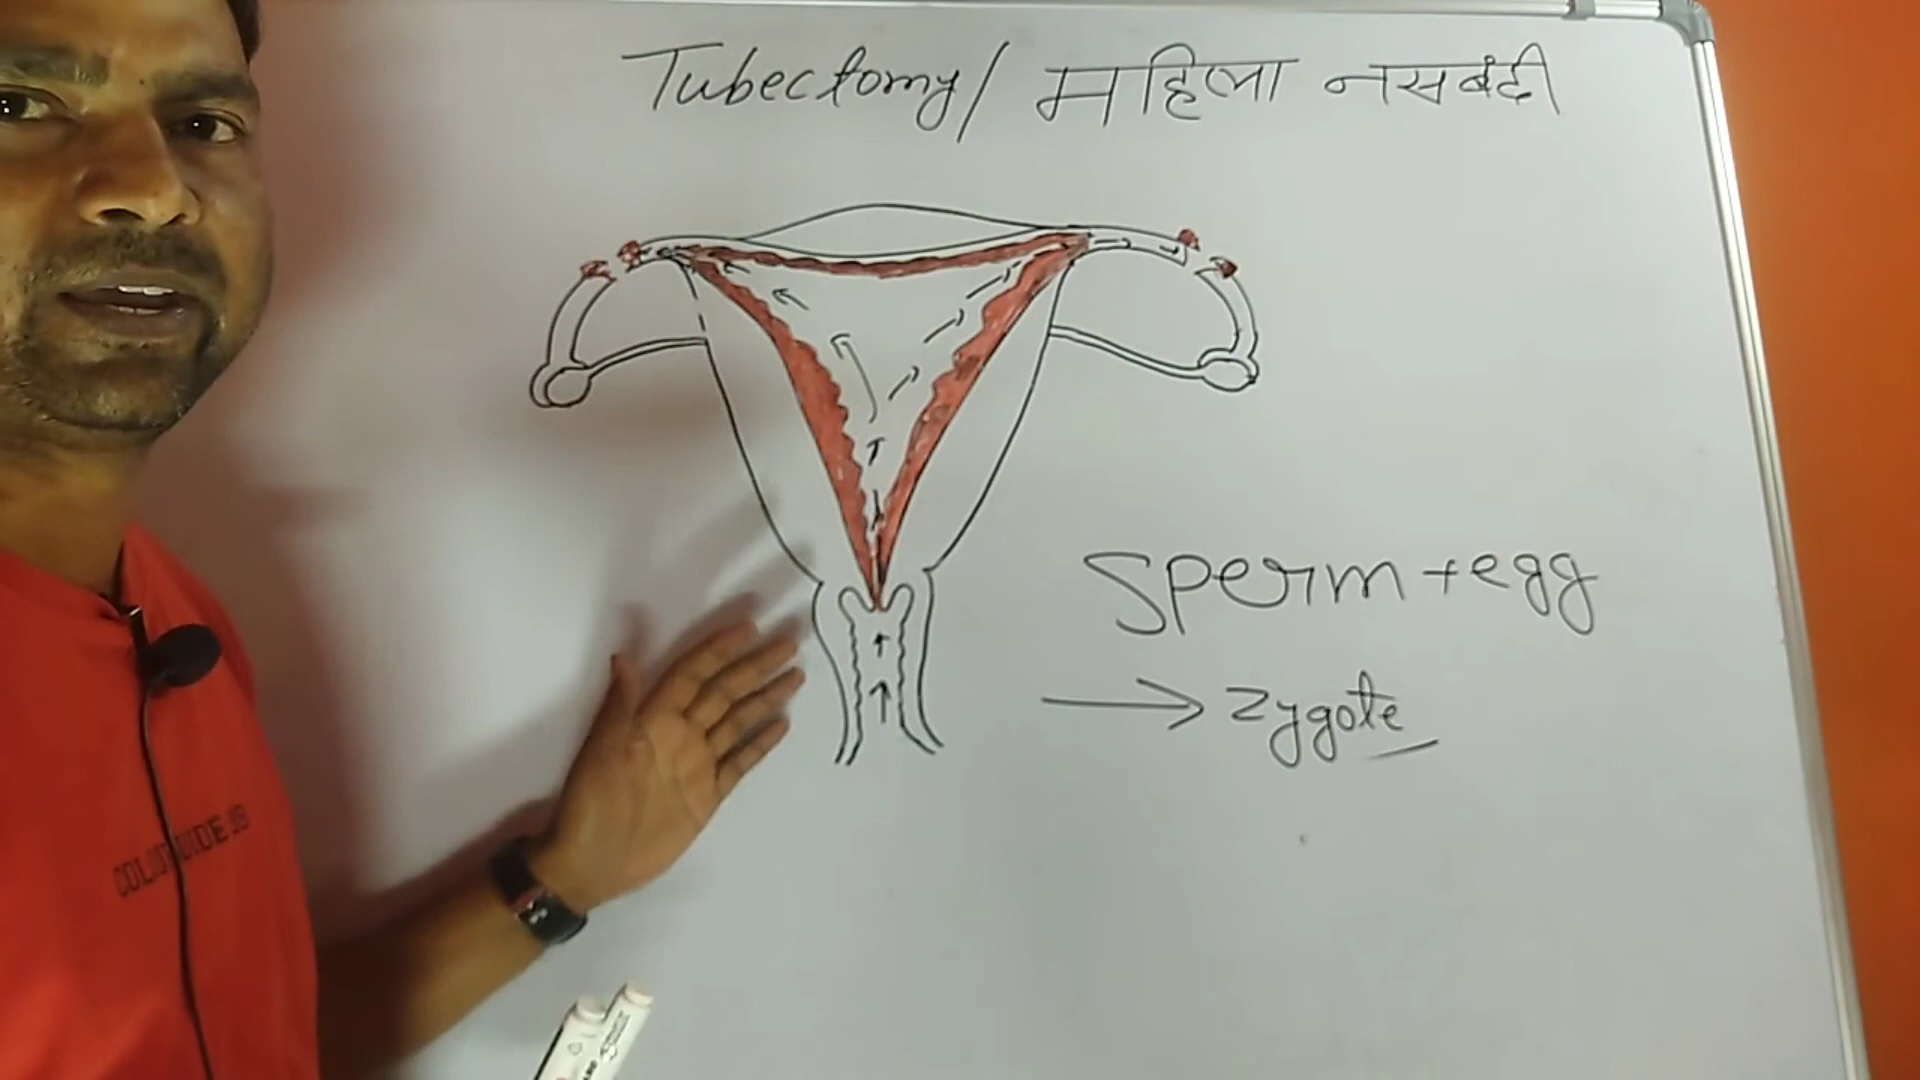 Tubectomy/ महिला नसबंदी
Sperm + egg
→ zygote